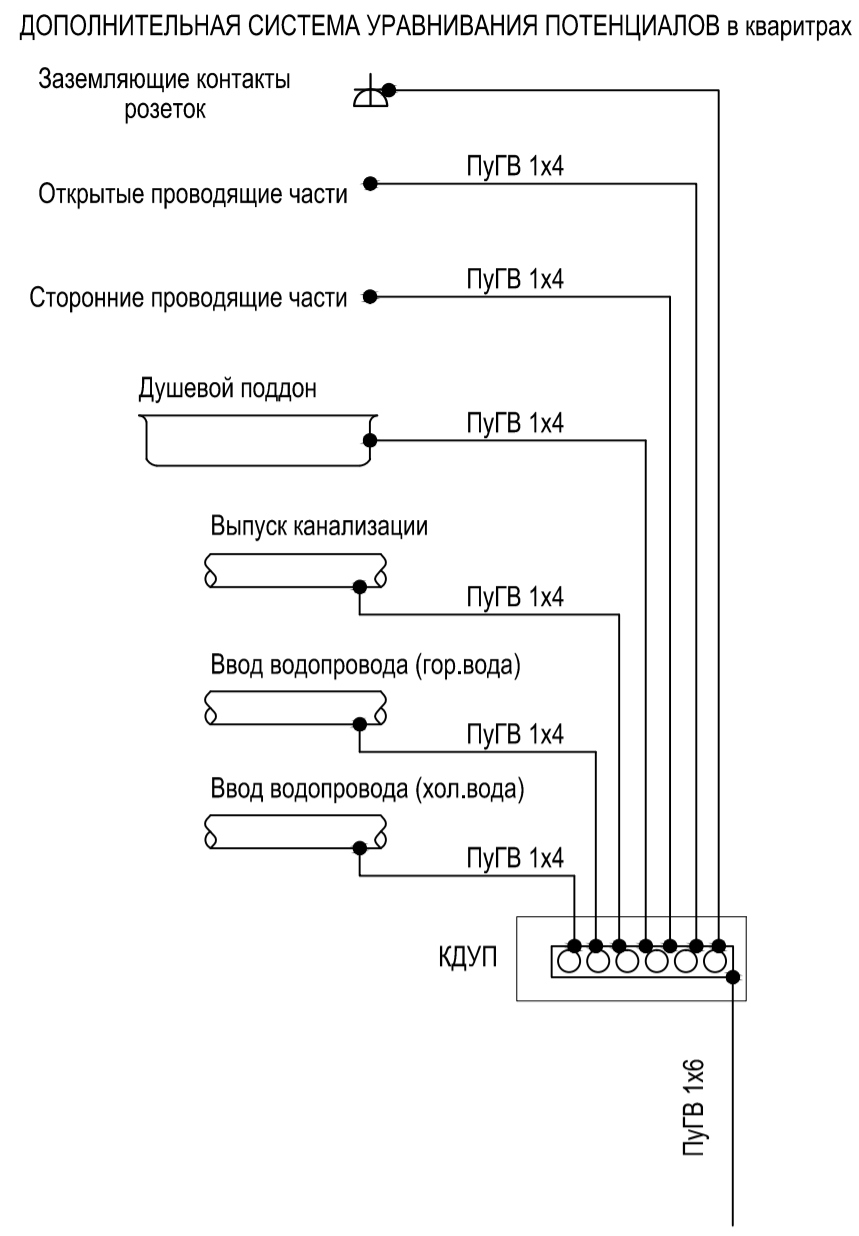 ДОПОЛНИТЕЛЬНАЯ СИСТЕМА УРАВНИВАНИЯ ПОТЕНЦИАЛОВ в кваритрах
Заземляющие контакты
розеток
ПуГВ 1х4
Открытые проводящие части
ПуГВ 1х4
Сторонние проводящие части
Душевой поддон
ПуГВ 1х4
Выпуск канализации
ПуГВ 1х4
Ввод водопровода (гор.вода)
ПуГВ 1х4
Ввод водопровода (хол.вода)
ПуГВ 1х4
КДУП
ПуГВ 1х6